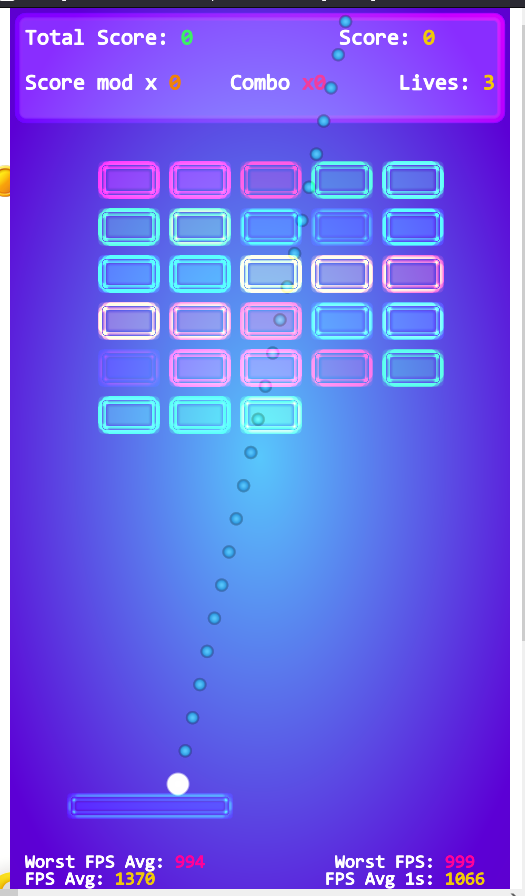 Total Score: 0 Score: 0
Score mod x 0 Combo x0 Lives: 3
Worst FPS Avg: 994 Worst FPS: 999
FPS Avg: 1370 FPS Avg 1s: 1066